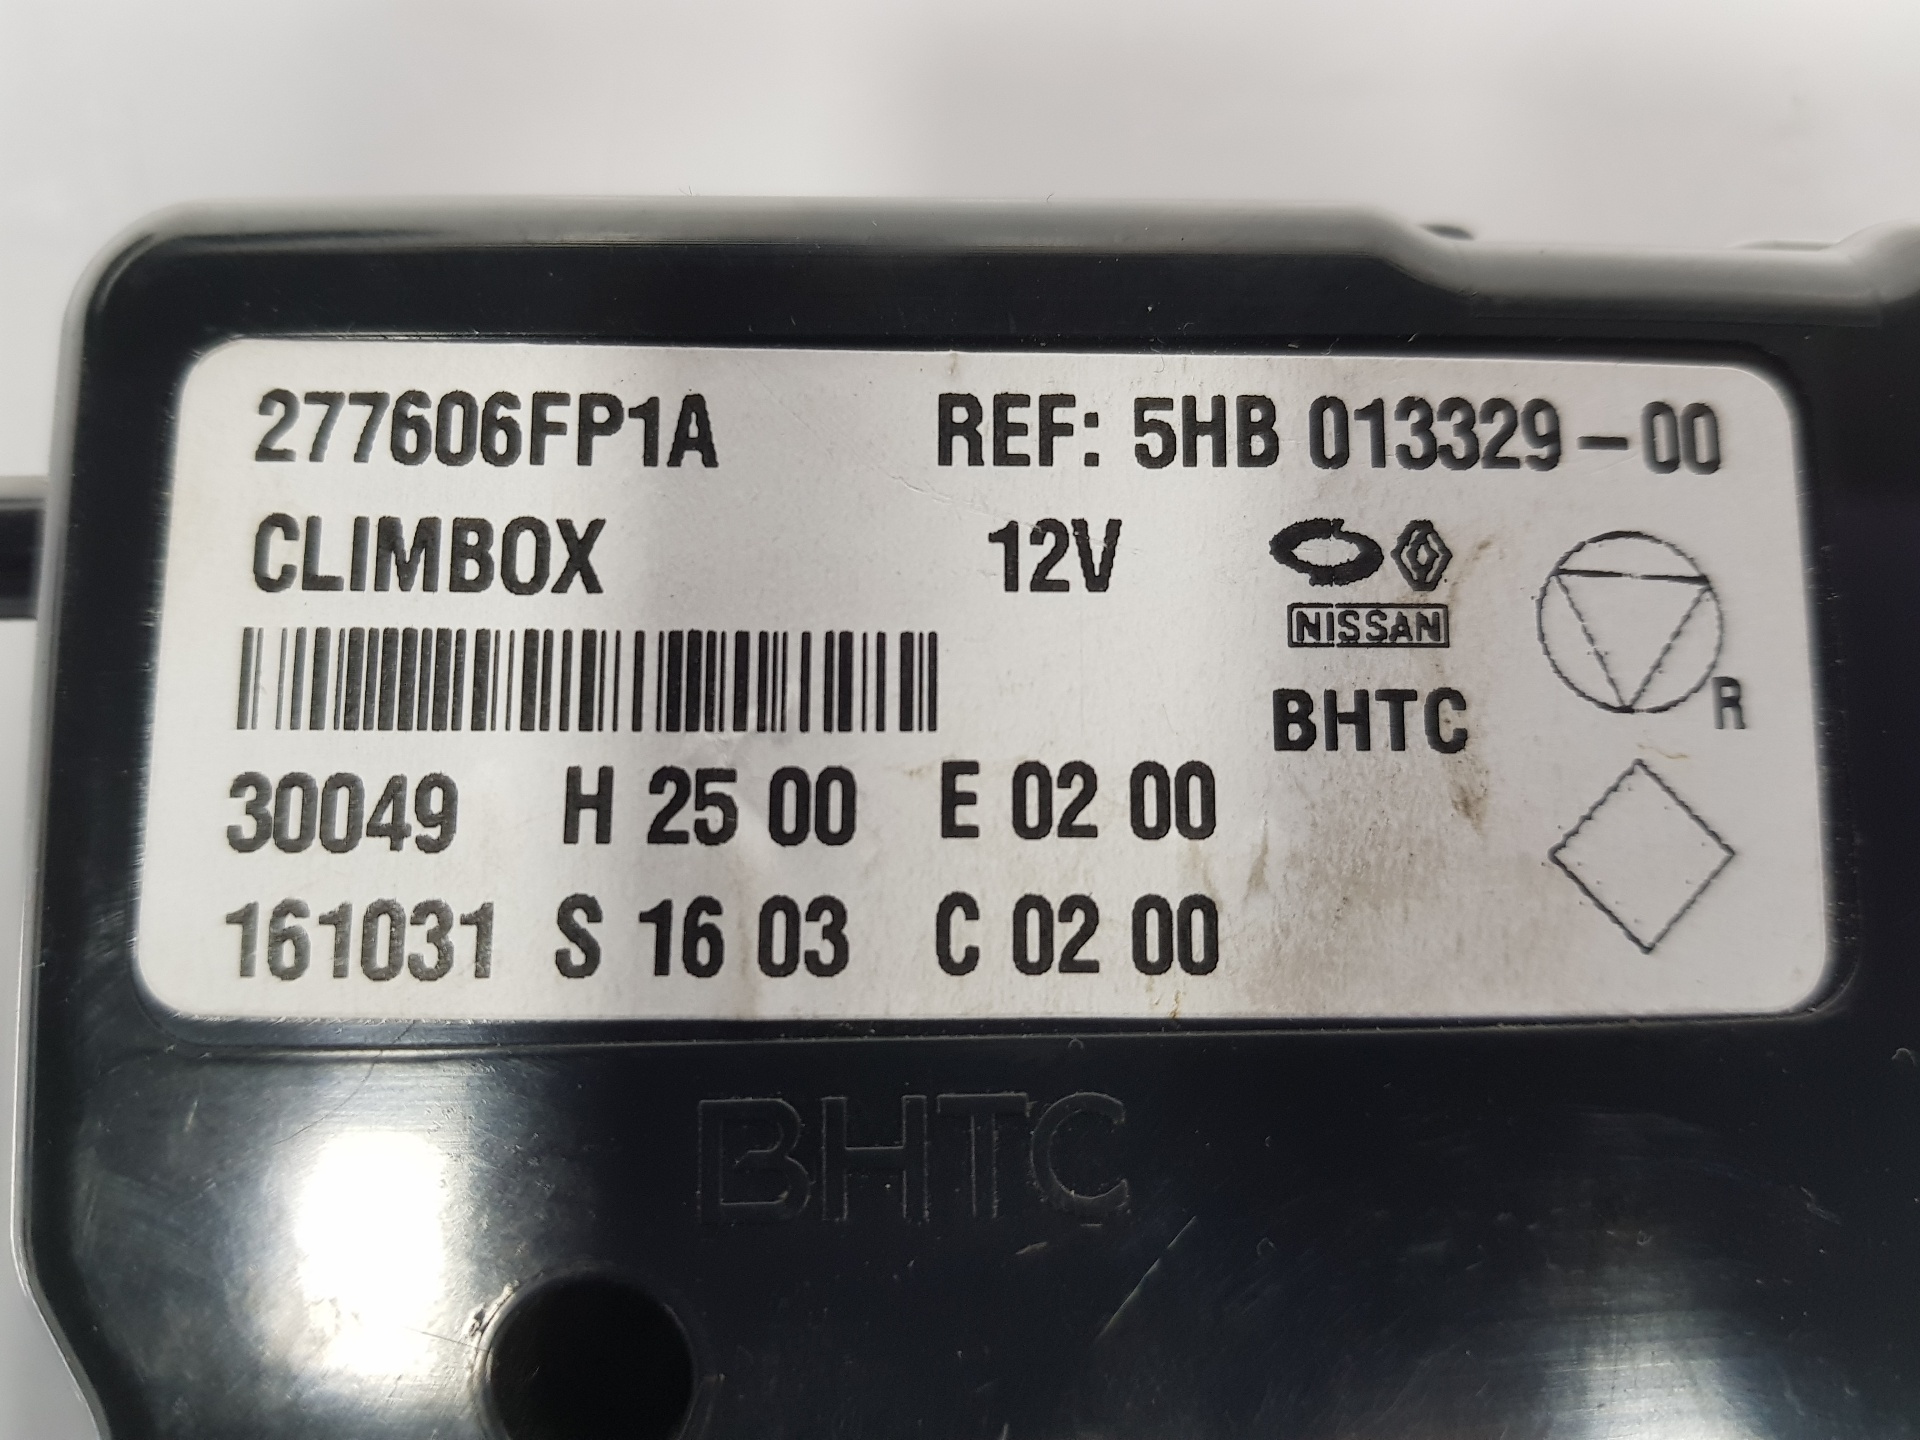 277606FP1A REF: 5HB 013329-00
CLIMBOX 12V
NISSAN
BHTC
R
30049 H 25 00 E 02 00
161031 S 16 03 C 02 00
BHTC